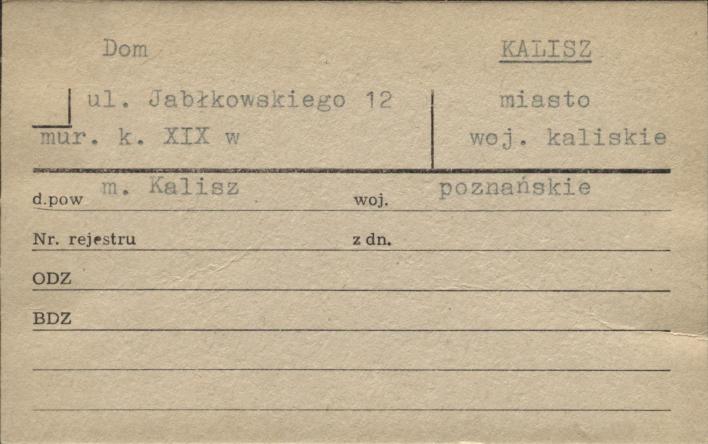 Dom KALISZ
ul. Jabłkowskiego 12 miasto
mur. k. XIX w woj. kaliskie
d.pow m. Kalisz woj. poznańskie
Nr. rejestru z dn.
ODZ
BDZ